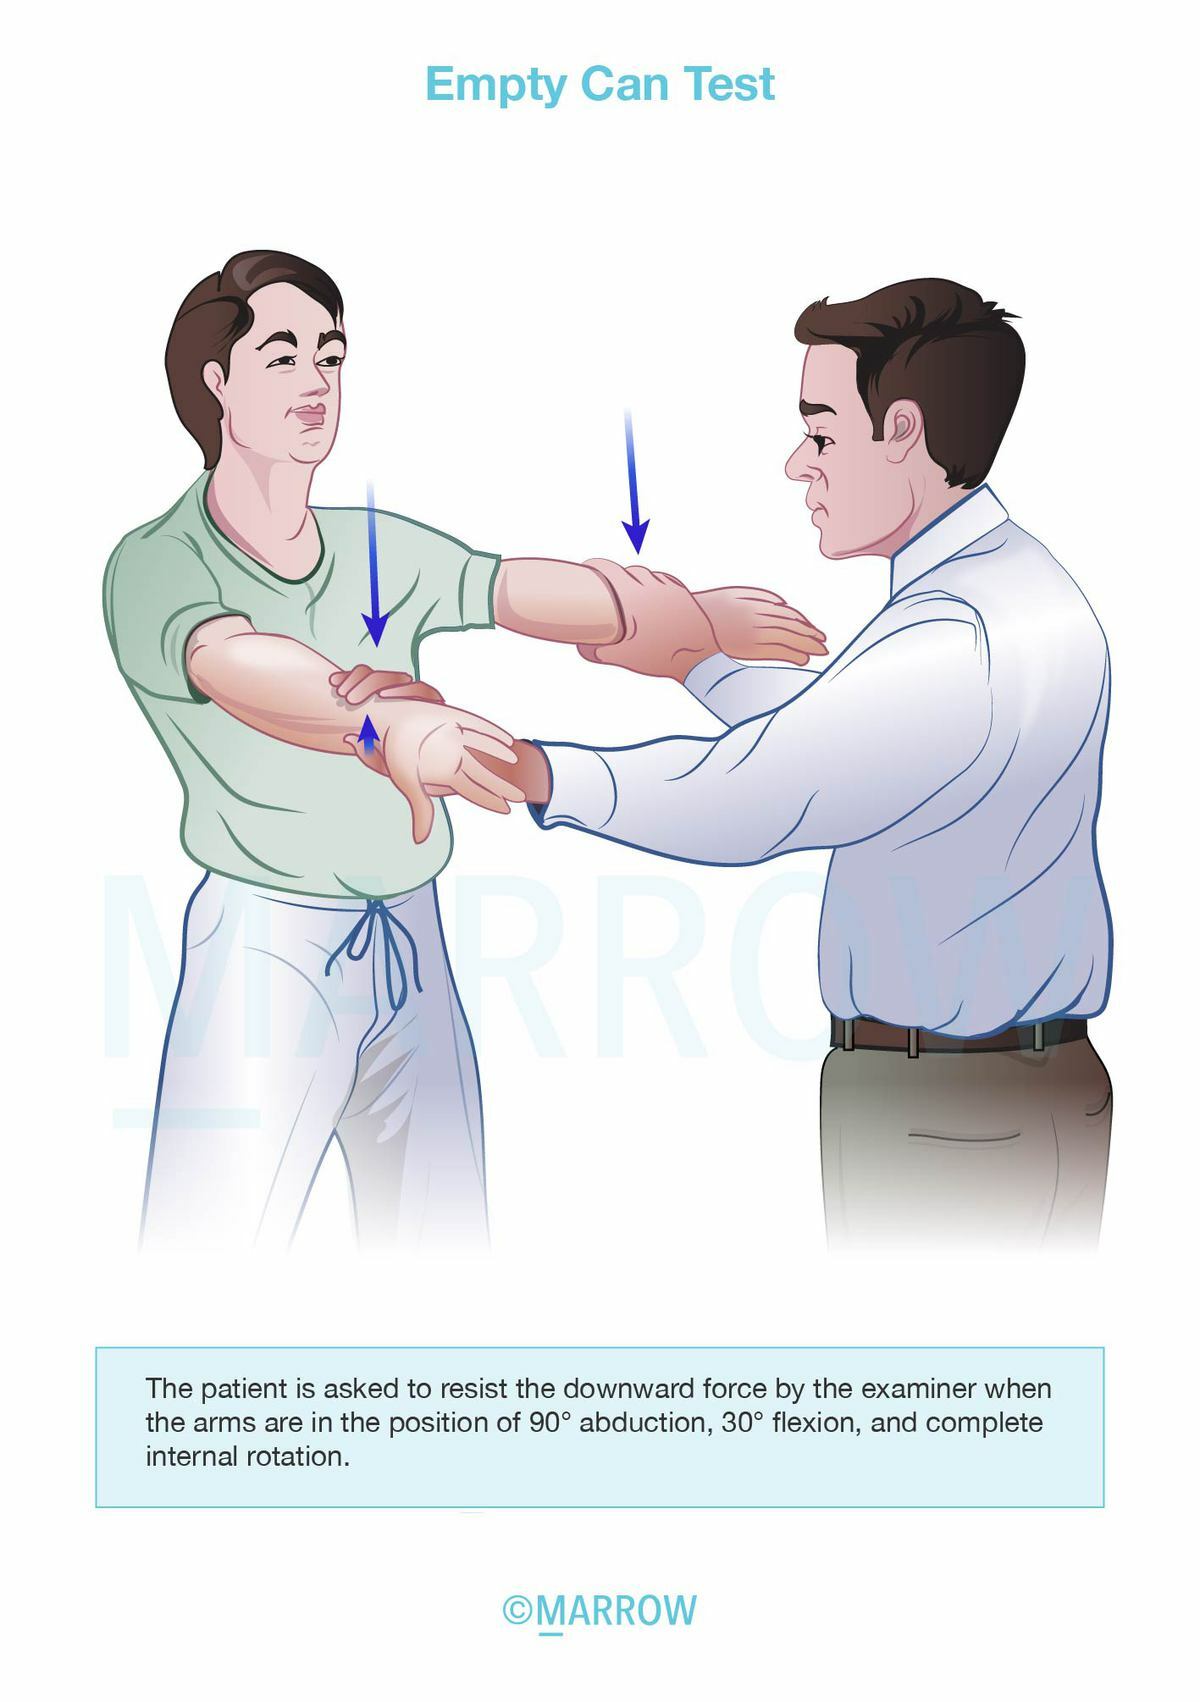 Empty Can Test
MARROW
The patient is asked to resist the downward force by the examiner when
the arms are in the position of 90° abduction, 30° flexion, and complete
internal rotation.
©MARROW